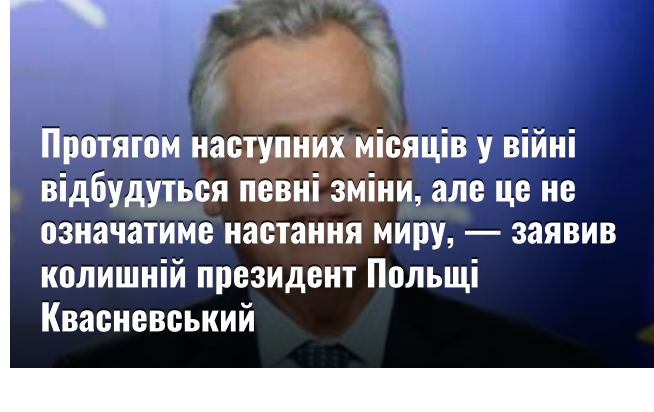 Протягом наступних місяців у війні
відбудуться певні зміни, але це не
означатиме настання миру, — заявив
колишній президент Польщі
Квасневський